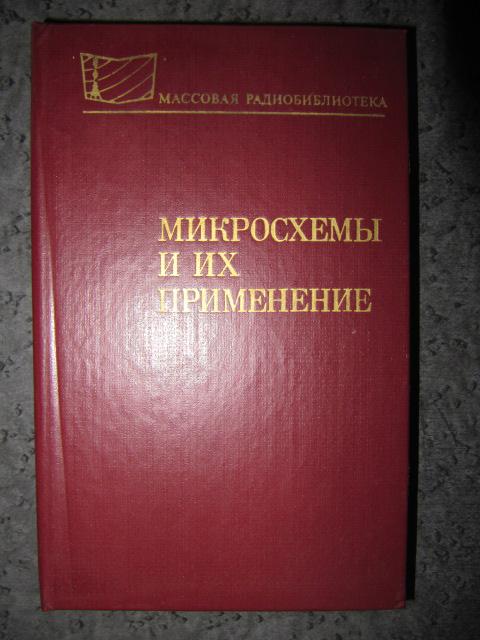 МАССОВАЯ РАДИОБИБЛИОТЕКА
МИКРОСХЕМЫ
И ИХ
ПРИМЕНЕНИЕ